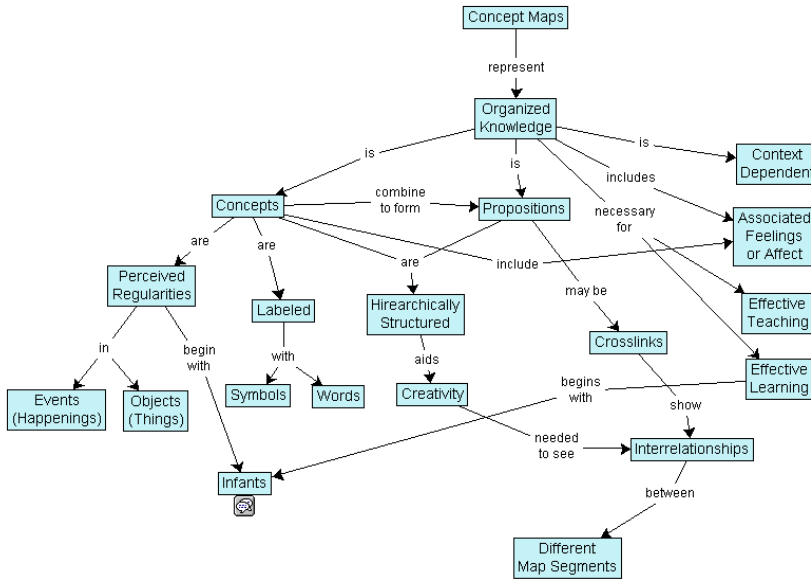 Concept Maps
represent
Organized
Knowledge
is
is
is
includes
necessary
for
Context
Dependent
Concepts
combine
to form
Propositions
Associated
Feelings
or Affect
are
are
are
include
Perceived
Regularities
Labeled
Hirearchically
Structured
may be
Effective
Teaching
in
begin
with
with
aids
Crosslinks
Effective
Learning
Events
(Happenings)
Objects
(Things)
Symbols
Words
Creativity
begins
with
show
needed
to see
Interrelationships
Infants
between
Different
Map Segments